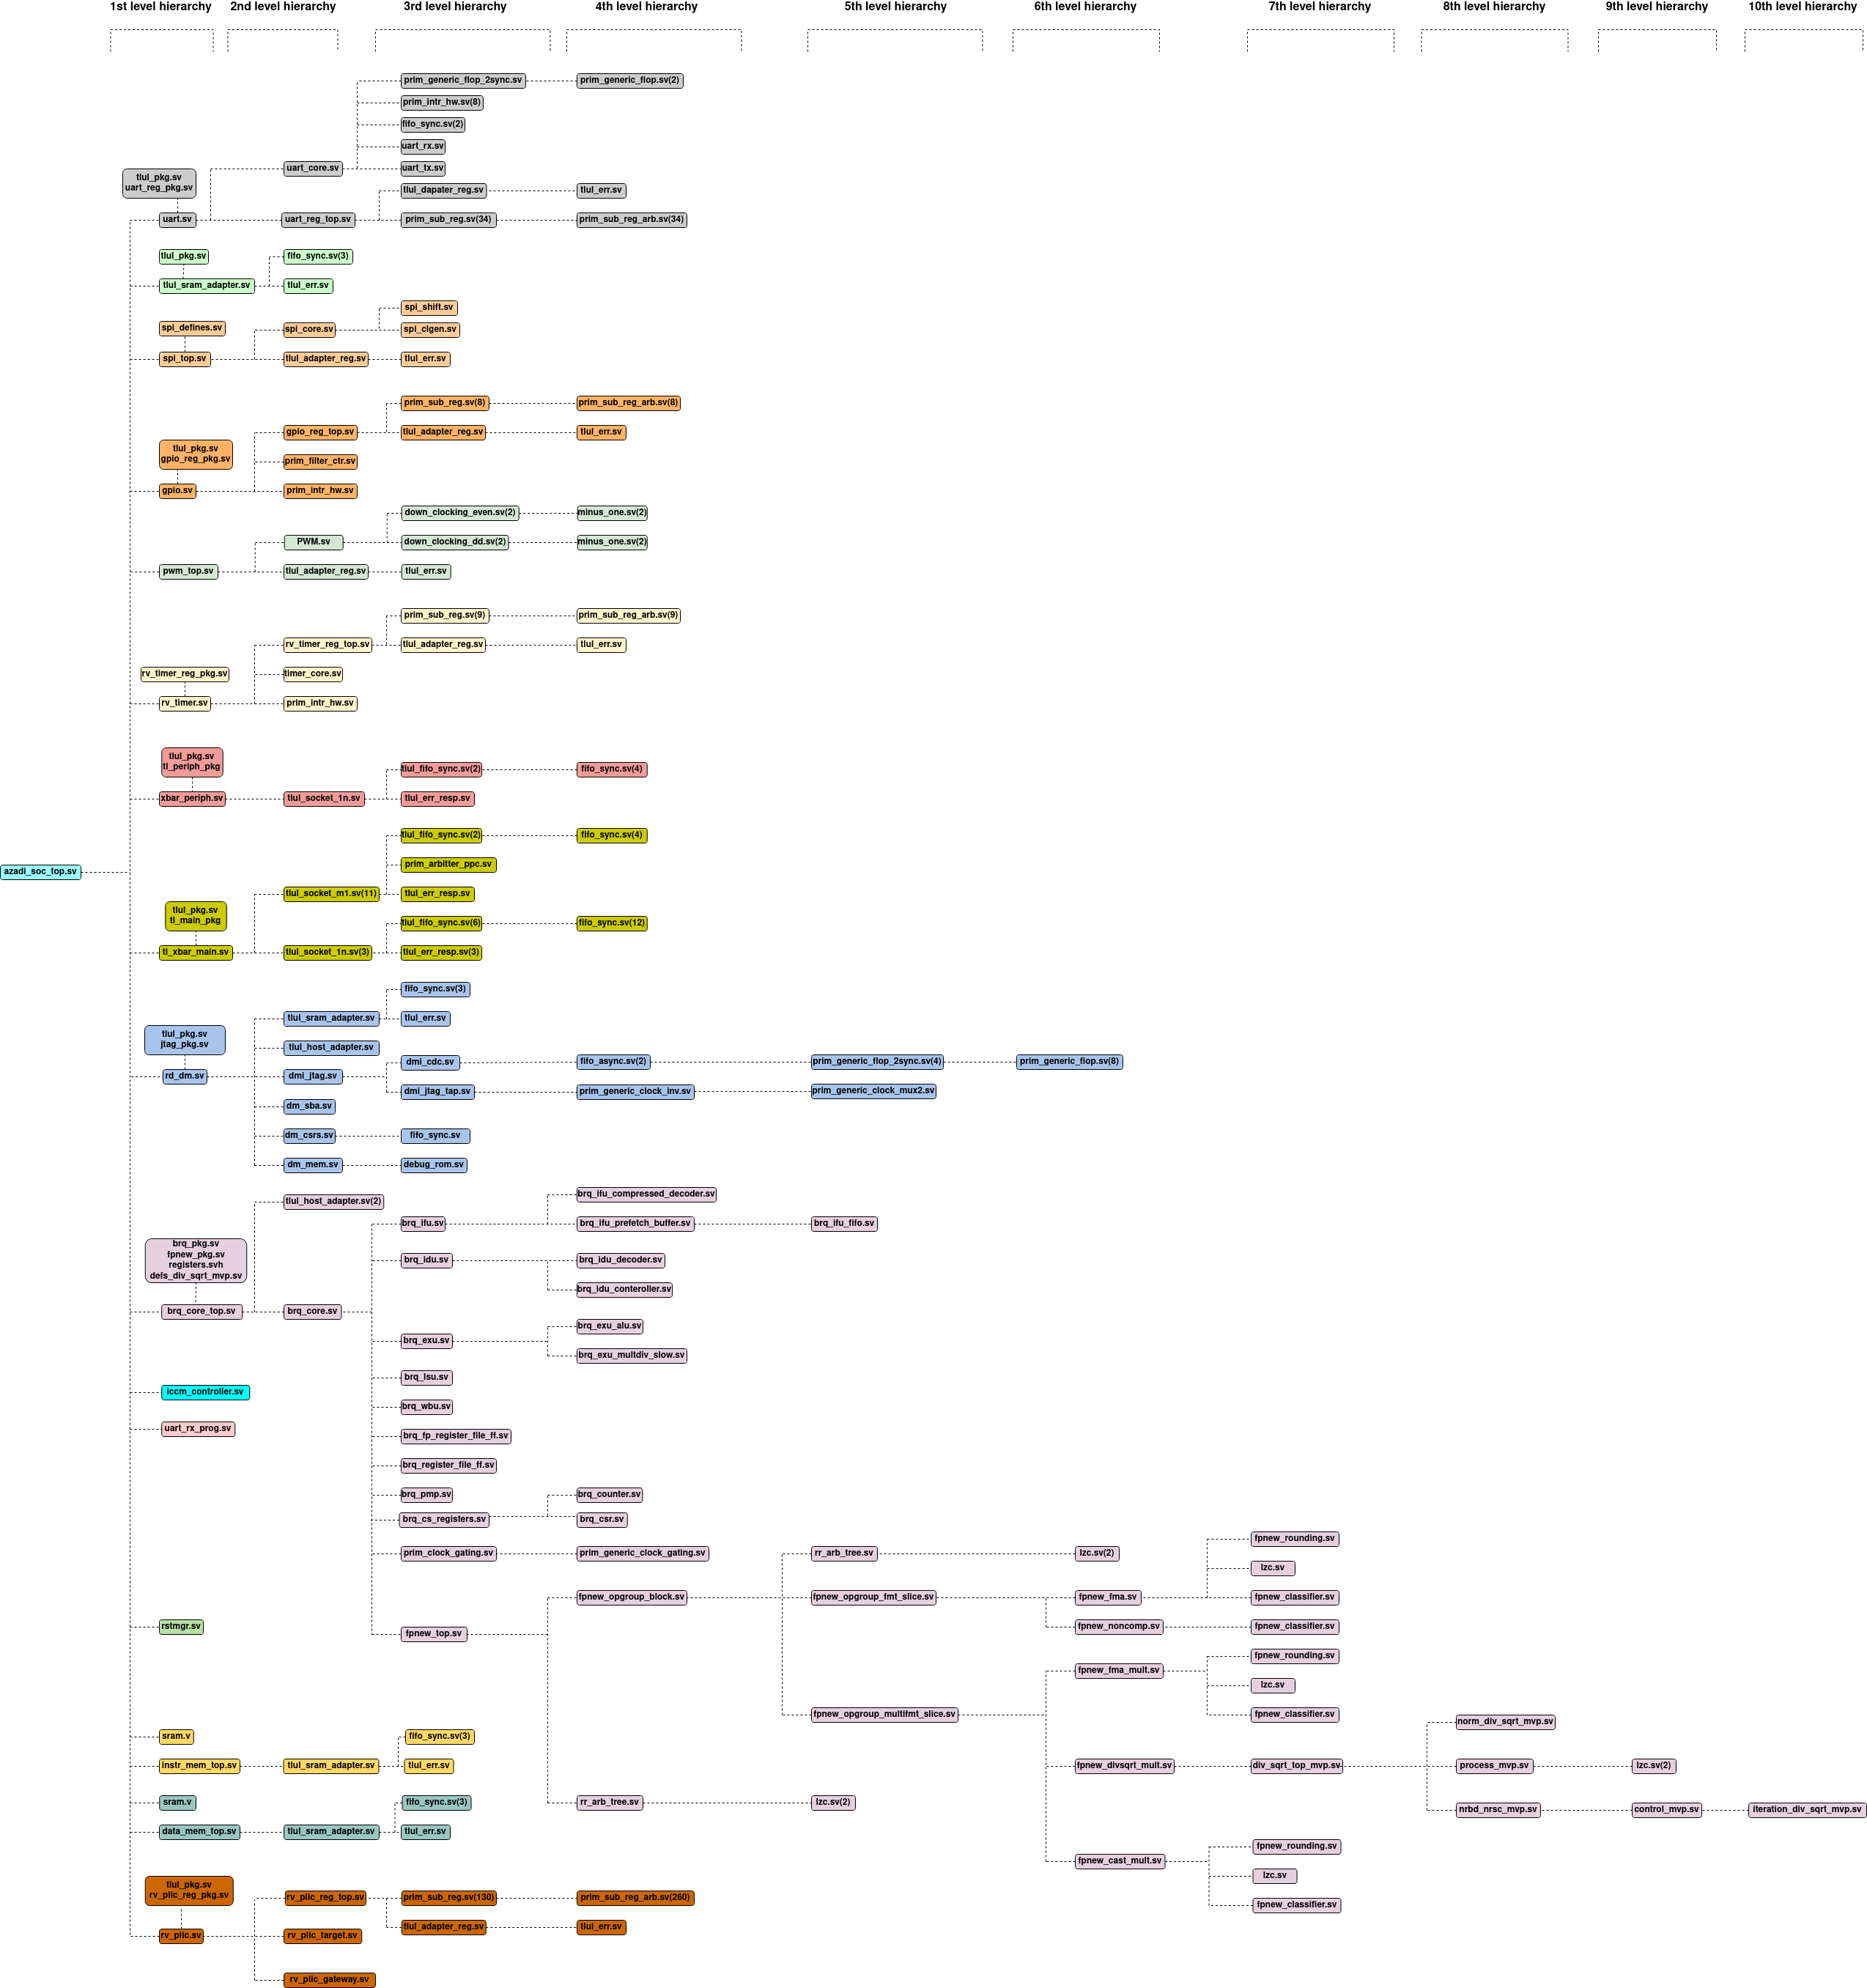 1st level hierarchy 2nd level hierarchy 3rd level hierarchy 4th level hierarchy 5th level hierarchy 6th level hierarchy 7th level hierarchy 8th level hierarchy 9th level hierarchy 10th level hierarchy
prim_generic_flop_2sync.sv prim_generic_flop.sv(2)
prim_intr_hw.sv(8)
fifo_sync.sv(2)
uart_rx.sv
uart_core.sv uart_tx.sv
tlul_pkg.sv
uart_reg_pkg.sv
tlul_dapater_reg.sv tlul_err.sv
uart.sv uart_reg_top.sv prim_sub_reg.sv(34) prim_sub_reg_arb.sv(34)
tlul_pkg.sv fifo_sync.sv(3)
tlul_sram_adapter.sv tlul_err.sv
spi_shift.sv
spi_defines.sv spi_core.sv spi_clgen.sv
spi_top.sv tlul_adapter_reg.sv tlul_err.sv
prim_sub_reg.sv(8) prim_sub_reg_arb.sv(8)
gpio_reg_top.sv tlul_adapter_reg.sv tlul_err.sv
tlul_pkg.sv
gpio_reg_pkg.sv
prim_filter_ctr.sv
gpio.sv prim_intr_hw.sv
down_clocking_even.sv(2) minus_one.sv(2)
PWM.sv down_clocking_dd.sv(2) minus_one.sv(2)
pwm_top.sv tlul_adapter_reg.sv tlul_err.sv
prim_sub_reg.sv(9) prim_sub_reg_arb.sv(9)
rv_timer_reg_top.sv tlul_adapter_reg.sv tlul_err.sv
rv_timer_reg_pkg.sv timer_core.sv
rv_timer.sv prim_intr_hw.sv
tlul_pkg.sv
tl_periph_pkg
tlul_fifo_sync.sv(2) fifo_sync.sv(4)
xbar_periph.sv tlul_socket_1n.sv tlul_err_resp.sv
tlul_fifo_sync.sv(2) fifo_sync.sv(4)
prim_arbitter_ppc.sv
azadi_soc_top.sv
tlul_socket_m1.sv(11) tlul_err_resp.sv
tlul_pkg.sv
tl_main_pkg
tlul_fifo_sync.sv(6) fifo_sync.sv(12)
tl_xbar_main.sv tlul_socket_1n.sv(3) tlul_err_resp.sv(3)
fifo_sync.sv(3)
tlul_sram_adapter.sv tlul_err.sv
tlul_pkg.sv
jtag_pkg.sv
tlul_host_adapter.sv
dmi_cdc.sv fifo_async.sv(2) prim_generic_flop_2sync.sv(4) prim_generic_flop.sv(8)
rd_dm.sv dmi_jtag.sv
dmi_jtag_tap.sv prim_generic_clock_inv.sv prim_generic_clock_mux2.sv
dm_sba.sv
dm_csrs.sv fifo_sync.sv
dm_mem.sv debug_rom.sv
brq_ifu_compressed_decoder.sv
tlul_host_adapter.sv(2)
brq_ifu.sv brq_ifu_prefetch_buffer.sv brq_ifu_fifo.sv
brq_pkg.sv
fpnew_pkg.sv
registers.svh
defs_div_sqrt_mvp.sv
brq_idu.sv brq_idu_decoder.sv
brq_idu_conteroller.sv
brq_core_top.sv brq_core.sv
brq_exu_alu.sv
brq_exu.sv
brq_exu_multdiv_slow.sv
brq_lsu.sv
iccm_controller.sv
brq_wbu.sv
uart_rx_prog.sv
brq_fp_register_file_ff.sv
brq_register_file_ff.sv
brq_pmp.sv brq_counter.sv
brq_cs_registers.sv brq_csr.sv
fpnew_rounding.sv
prim_clock_gating.sv prim_generic_clock_gating.sv rr_arb_tree.sv lzc.sv(2)
lzc.sv
fpnew_opgroup_block.sv fpnew_opgroup_fmt_slice.sv fpnew_fma.sv fpnew_classifier.sv
rstmgr.sv fpnew_noncomp.sv fpnew_classifier.sv
fpnew_top.sv
fpnew_rounding.sv
fpnew_fma_mult.sv
lzc.sv
fpnew_opgroup_multifmt_slice.sv fpnew_classifier.sv
norm_div_sqrt_mvp.sv
sram.v fifo_sync.sv(3)
instr_mem_top.sv tlul_sram_adapter.sv tlul_err.sv fpnew_divsqrt_mult.sv div_sqrt_top_mvp.sv process_mvp.sv lzc.sv(2)
sram.v fifo_sync.sv(3) rr_arb_tree.sv lzc.sv(2)
nrbd_nrsc_mvp.sv control_mvp.sv iteration_div_sqrt_mvp.sv
data_mem_top.sv tlul_sram_adapter.sv tlul_err.sv
fpnew_rounding.sv
fpnew_cast_mult.sv
lzc.sv
tlul_pkg.sv
rv_plic_reg_pkg.sv
rv_plic_reg_top.sv prim_sub_reg.sv(130) prim_sub_reg_arb.sv(260)
fpnew_classifier.sv
tlul_adapter_reg.sv tlul_err.sv
rv_plic.sv rv_plic_target.sv
rv_plic_gateway.sv